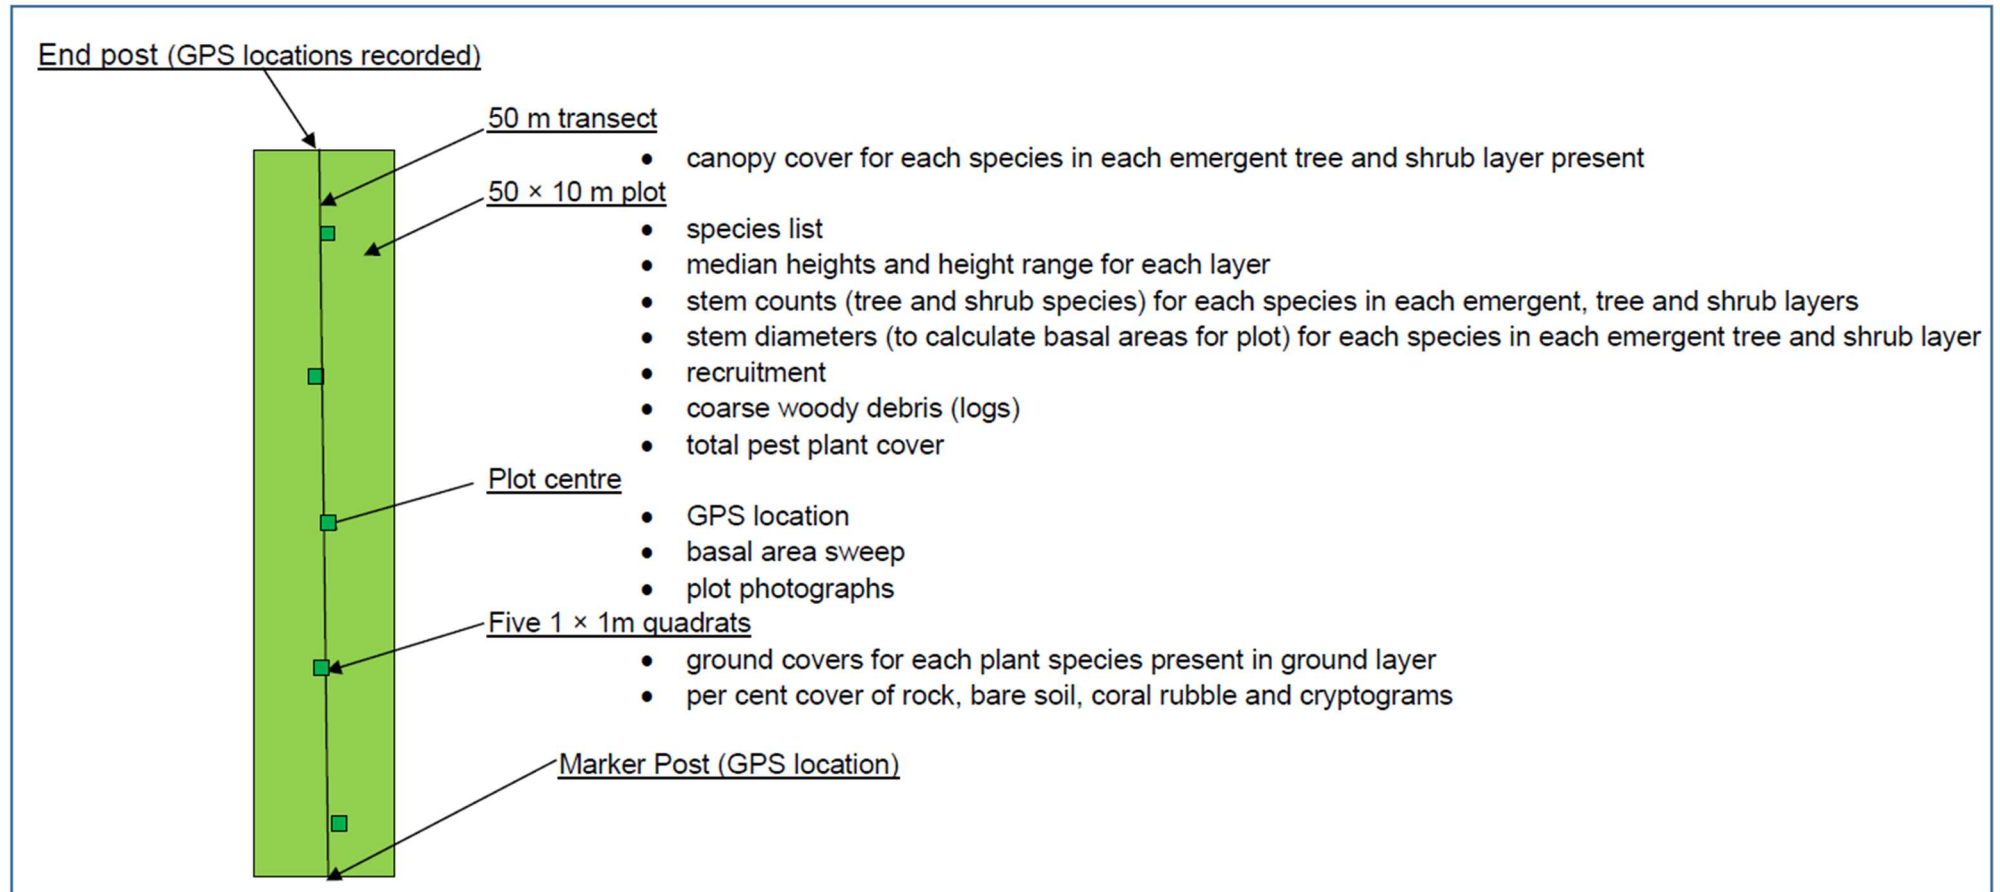 End post (GPS locations recorded)
50 m transect
• canopy cover for each species in each emergent tree and shrub layer present
50 × 10 m plot
• species list
• median heights and height range for each layer
• stem counts (tree and shrub species) for each species in each emergent, tree and shrub layers
• stem diameters (to calculate basal areas for plot) for each species in each emergent tree and shrub layer
• recruitment
• coarse woody debris (logs)
• total pest plant cover
Plot centre
• GPS location
• basal area sweep
• plot photographs
Five 1 × 1m quadrats
• ground covers for each plant species present in ground layer
• per cent cover of rock, bare soil, coral rubble and cryptograms
Marker Post (GPS location)